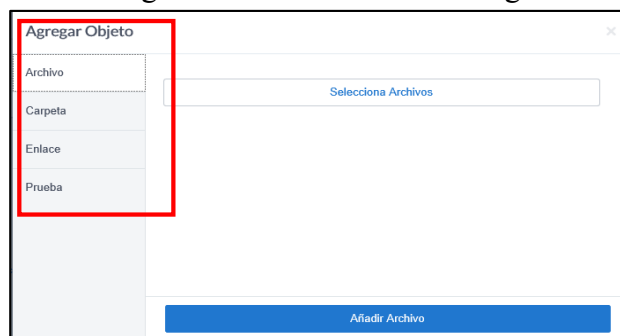 Agregar Objeto
×
Archivo
Selecciona Archivos
Carpeta
Enlace
Prueba
Añadir Archivo